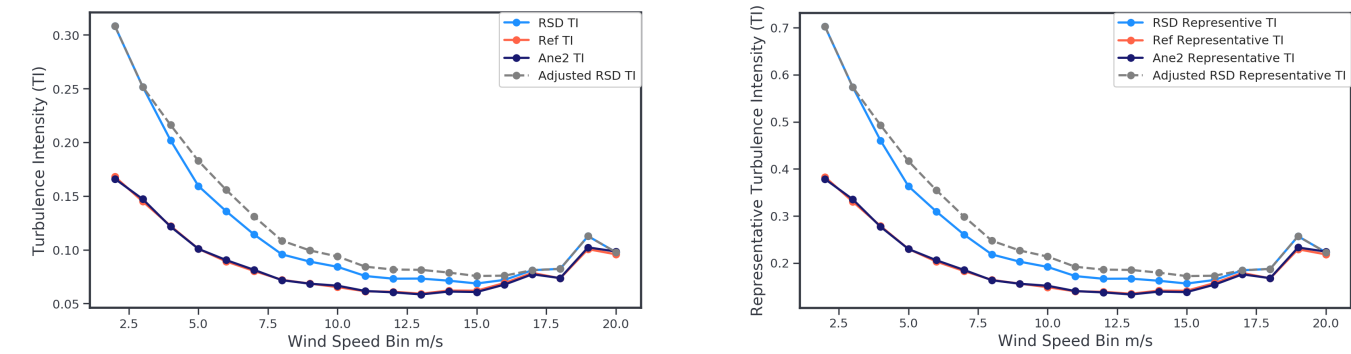 Turbulence Intensity (TI)
0.30
0.25
0.20
0.15
0.10
0.05
2.5 5.0 7.5 10.0 12.5 15.0 17.5 20.0
Wind Speed Bin m/s
RSD TI
Ref TI
Ane2 TI
Adjusted RSD TI
Representative Turbulence Intensity (TI)
0.7
0.6
0.5
0.4
0.3
0.2
2.5 5.0 7.5 10.0 12.5 15.0 17.5 20.0
Wind Speed Bin m/s
RSD Representive TI
Ref Representative TI
Ane2 Representative TI
Adjusted RSD Representative TI